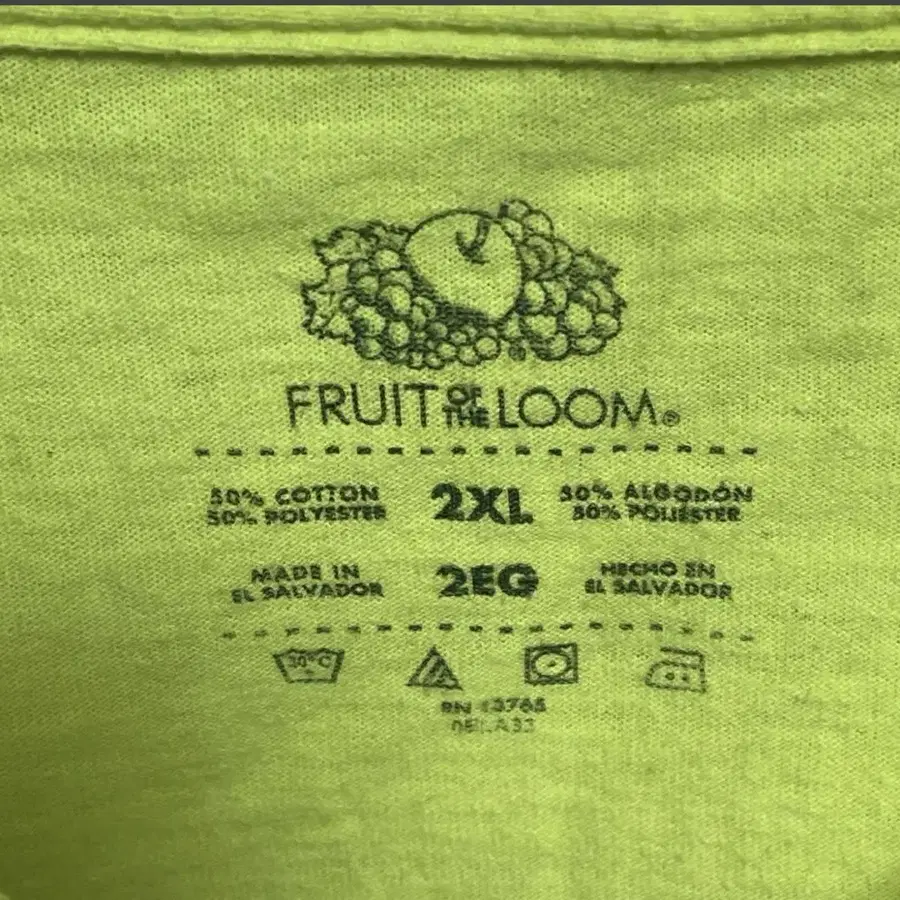 FRUIT OF THE LOOM®
50% COTTON
50% POLYESTER
2XL
50% ALGODÓN
50% POLIÉSTER
MADE IN
EL SALVADOR
2EG
HECHO EN
EL SALVADOR
30°C
RN 13765